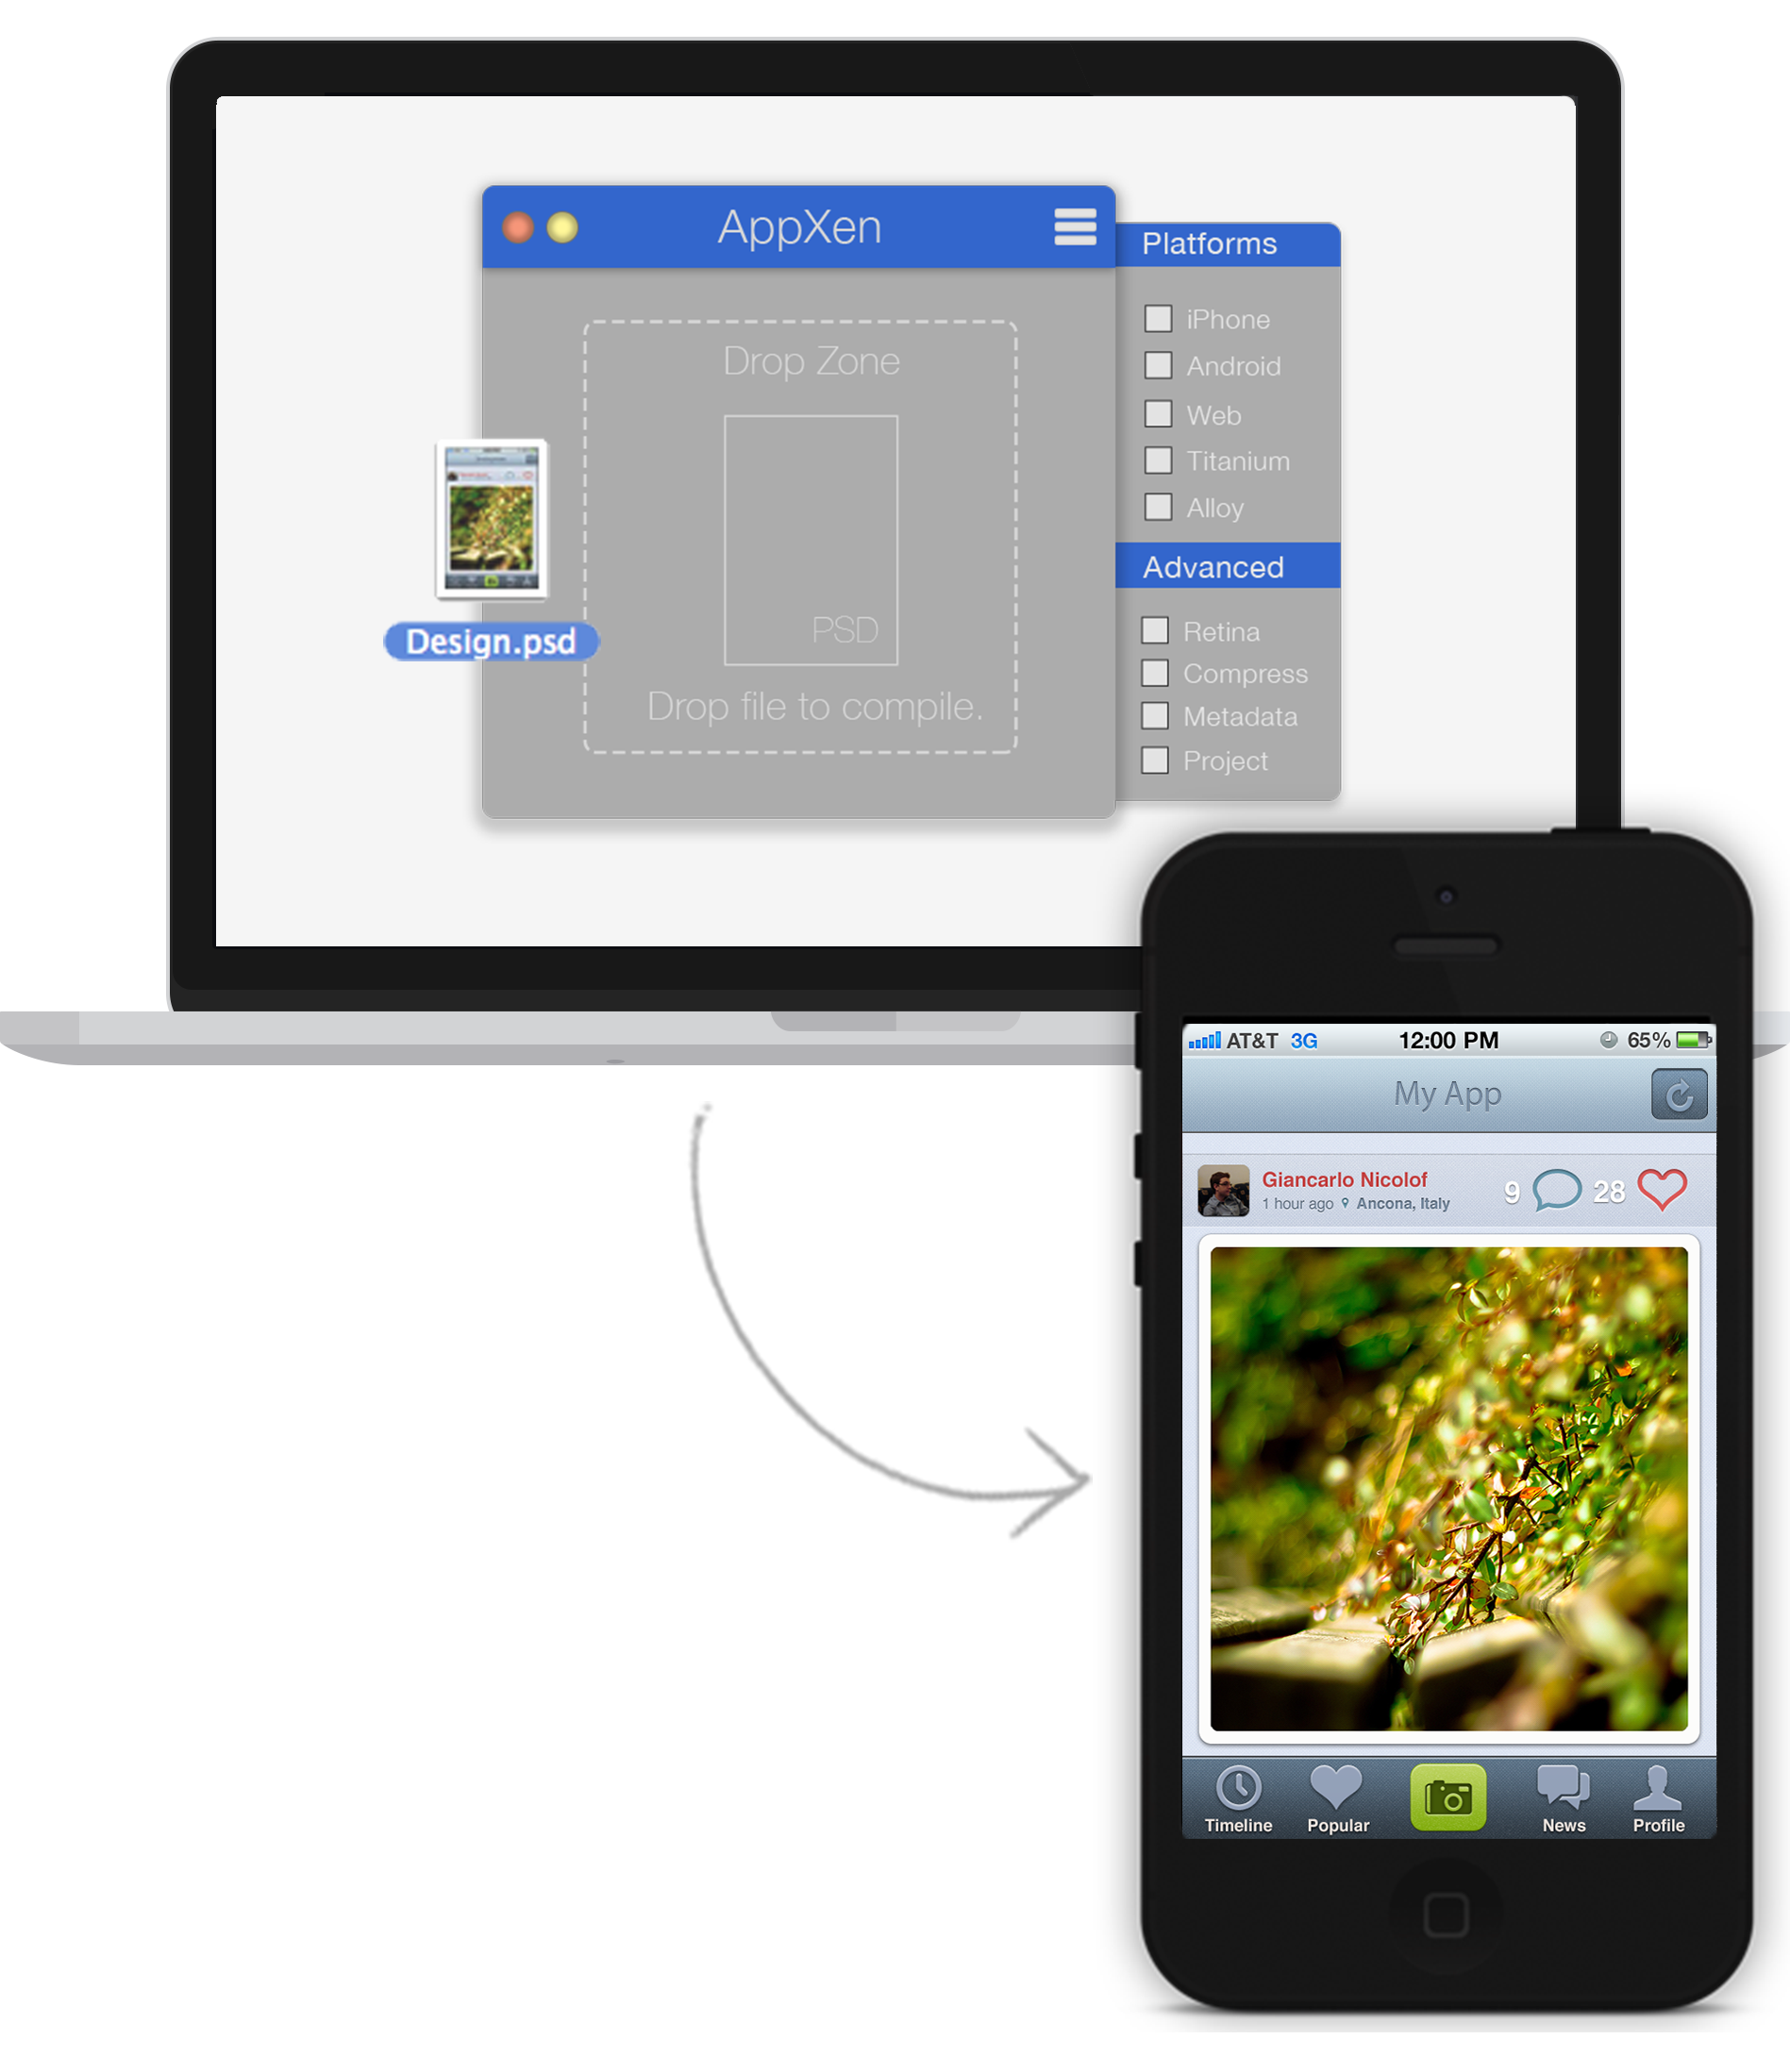 AppXen
Platforms
iPhone
Android
Web
Titanium
Alloy
Advanced
Retina
Compress
Metadata
Project
Drop Zone
PSD
Drop file to compile.
Design.psd
AT&T 3G 12:00 PM 65%
My App
Giancarlo Nicolof
1 hour ago Ancona, Italy
9 28
Timeline Popular News Profile